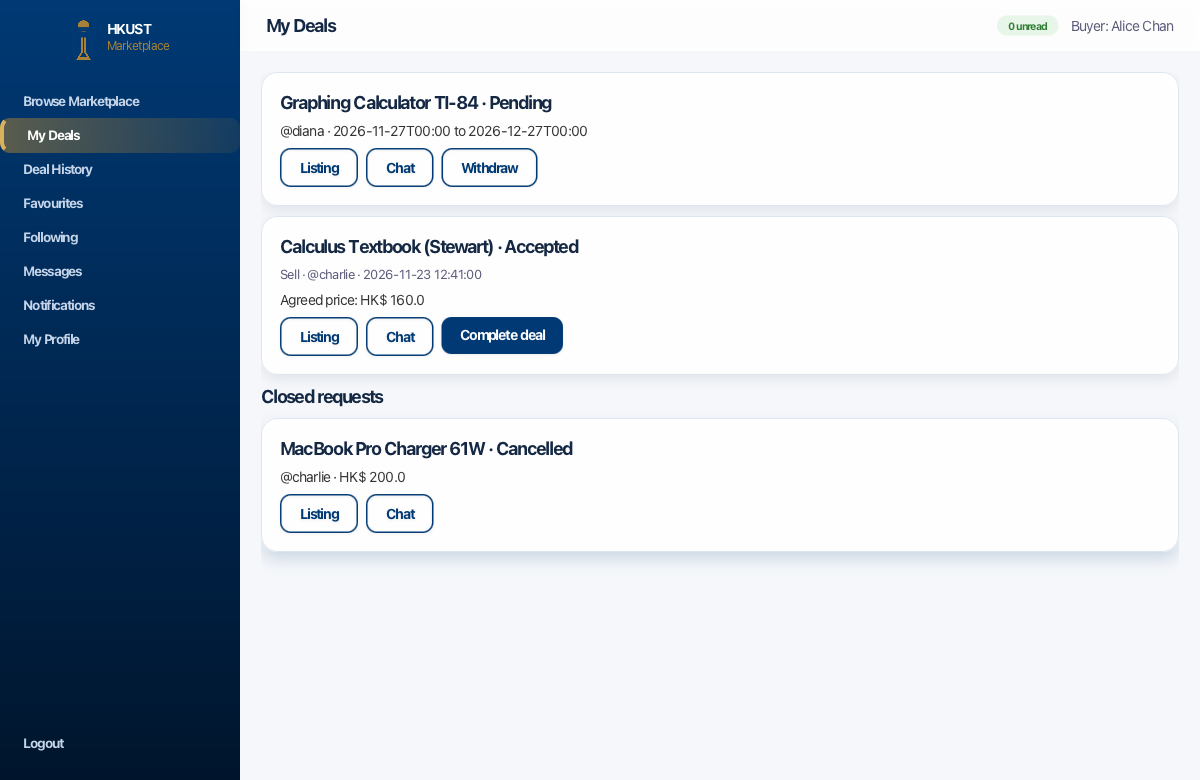 HKUST
Marketplace
Browse Marketplace
My Deals
Deal History
Favourites
Following
Messages
Notifications
My Profile
Logout
My Deals
0 unread
Buyer: Alice Chan
Graphing Calculator TI-84 · Pending
@diana · 2026-11-27T00:00 to 2026-12-27T00:00
Listing
Chat
Withdraw
Calculus Textbook (Stewart) · Accepted
Sell · @charlie · 2026-11-23 12:41:00
Agreed price: HK$ 160.0
Listing
Chat
Complete deal
Closed requests
MacBook Pro Charger 61W · Cancelled
@charlie · HK$ 200.0
Listing
Chat